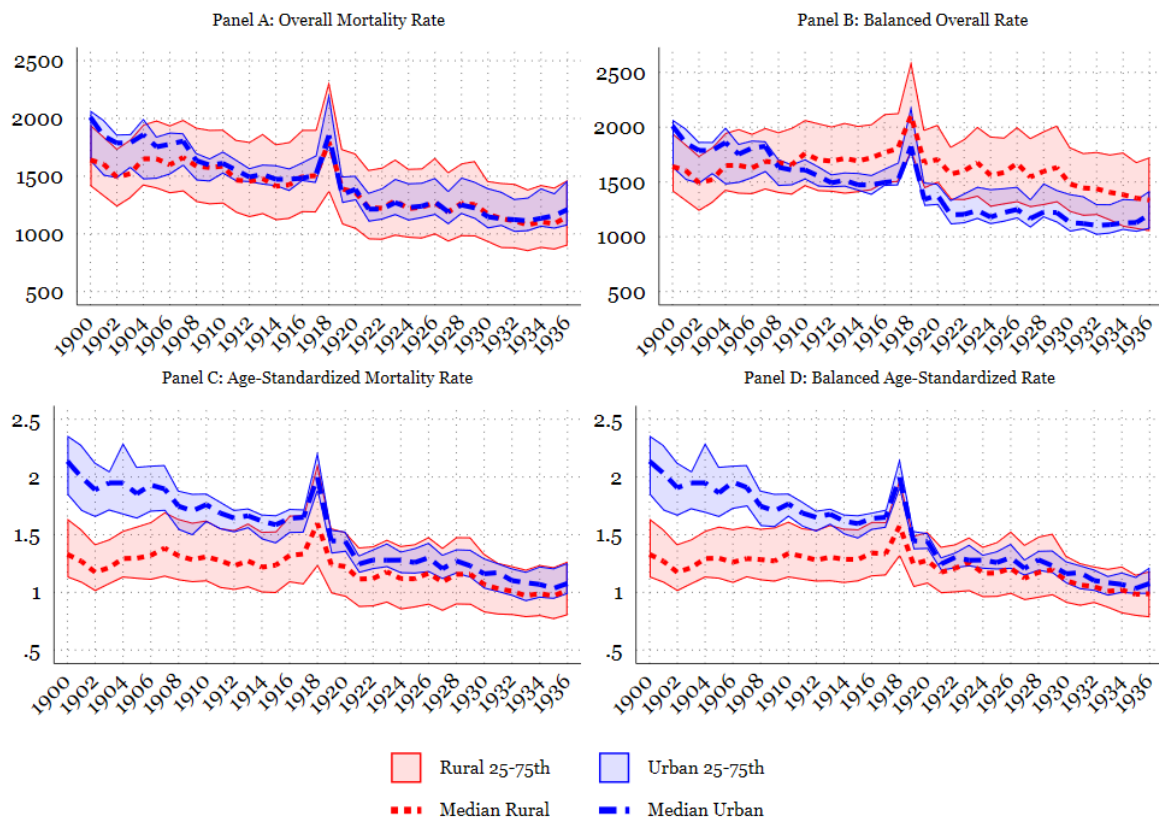 Panel A: Overall Mortality Rate
2500
2000
1500
1000
500
1900 1902 1904 1906 1908 1910 1912 1914 1916 1918 1920 1922 1924 1926 1928 1930 1932 1934 1936
Panel B: Balanced Overall Rate
2500
2000
1500
1000
500
1900 1902 1904 1906 1908 1910 1912 1914 1916 1918 1920 1922 1924 1926 1928 1930 1932 1934 1936
Panel C: Age-Standardized Mortality Rate
2.5
2
1.5
1
.5
1900 1902 1904 1906 1908 1910 1912 1914 1916 1918 1920 1922 1924 1926 1928 1930 1932 1934 1936
Panel D: Balanced Age-Standardized Rate
2.5
2
1.5
1
.5
1900 1902 1904 1906 1908 1910 1912 1914 1916 1918 1920 1922 1924 1926 1928 1930 1932 1934 1936
Rural 25-75th
Urban 25-75th
Median Rural
Median Urban